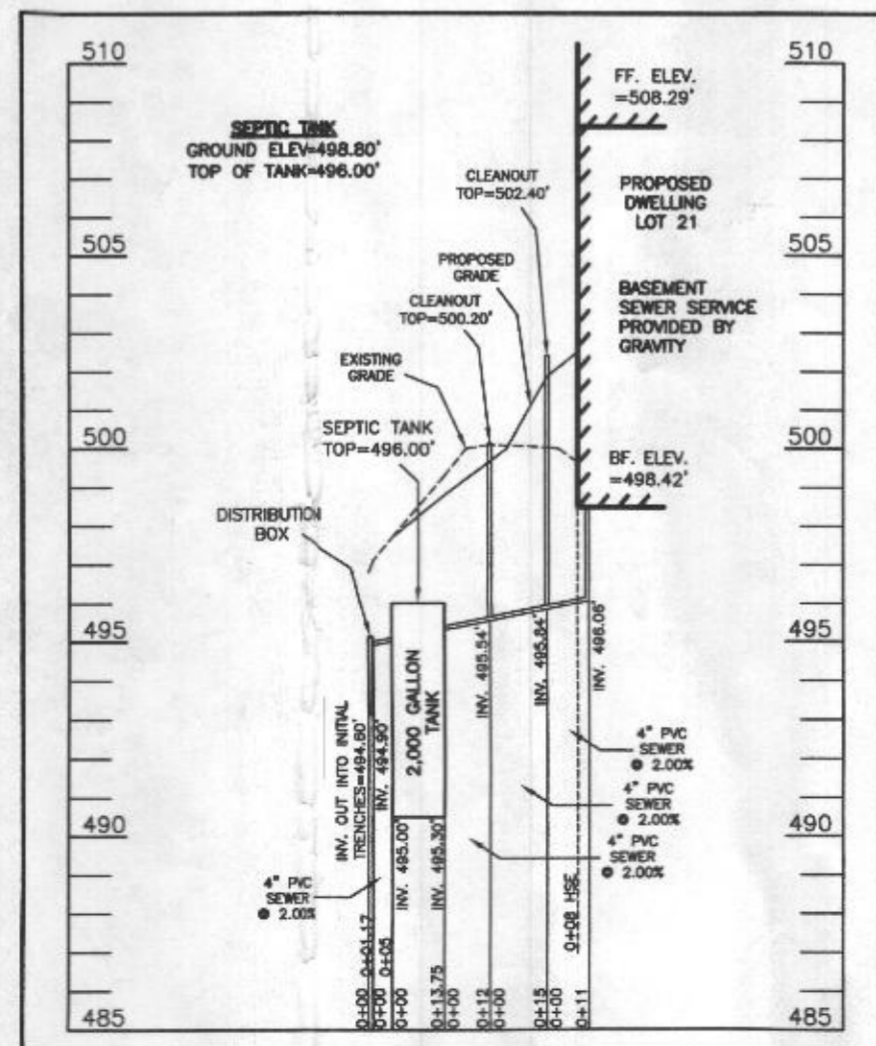 510
510
FF. ELEV.
=508.29'
SEPTIC TANK
GROUND ELEV=498.80'
TOP OF TANK=496.00'
CLEANOUT
TOP=502.40'
PROPOSED
DWELLING
LOT 21
505
505
PROPOSED
GRADE
CLEANOUT
TOP=500.20'
BASEMENT
SEWER SERVICE
PROVIDED BY
GRAVITY
EXISTING
GRADE
SEPTIC TANK
TOP=496.00'
500
500
BF. ELEV.
=498.42'
DISTRIBUTION
BOX
495
495
INV. OUT INTO INITIAL
TRENCHES=494.60'
INV. 494.90'
2,000 GALLON
TANK
INV. 495.54'
INV. 495.84'
INV. 496.06'
4" PVC
SEWER
@ 2.00%
4" PVC
SEWER
@ 2.00%
4" PVC
SEWER
@ 2.00%
490
490
INV. 495.00'
INV. 495.30'
4" PVC
SEWER
@ 2.00%
0+08 HSE
0+00
0+01.17
0+00
0+05
0+00
0+13.75
0+00
0+12
0+00
0+15
0+00
0+11
485
485